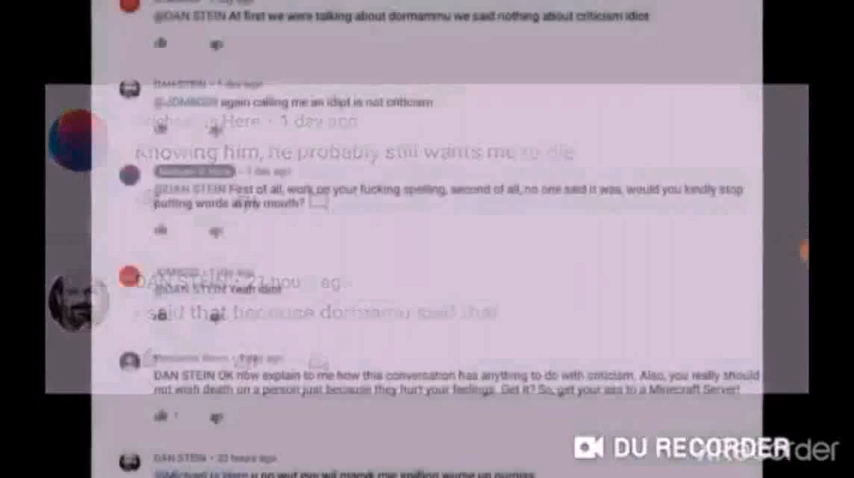 @DAN STEIN At first we were talking about dormammu we said nothing about criticism idiot
DAN STEIN • 1 day ago
again calling me an idiot is not criticism
Here • 1 day ago
Knowing him, he probably still wants me to die
1 day ago
@DAN STEIN First of all, work on your fucking spelling, second of all, no one said it was, would you kindly stop
putting words in my mouth?
1 day ago
DAN STEIN • 21 hours ago
@DAN STEIN Yeah idiot
said that because dormamu said that
DAN STEIN OK now explain to me how this conversation has anything to do with criticism. Also, you really should
not wish death on a person just because they hurt your feelings. Get it? So, get your ass to a Minecraft Server!
1
DU RECORDER
Recorder
DAN STEIN • 22 hours ago
@Michael Is Here